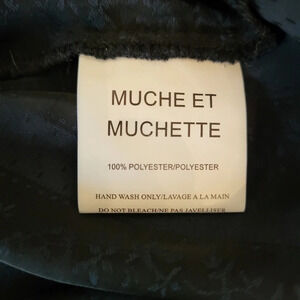 MUCHE ET
MUCHETTE
100% POLYESTER/POLYESTER
HAND WASH ONLY/LAVAGE A LA MAIN
DO NOT BLEACH/NE PAS JAVELLISER